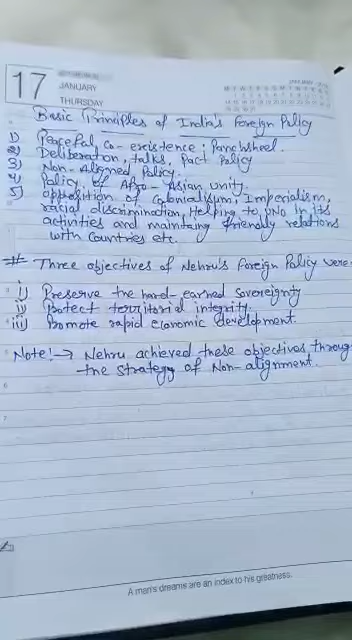 17
JANUARY
THURSDAY
Basic Principles of India's Foreign Policy
1) Peaceful Co-existence: Panchsheel.
2) Deliberation, talks, Pact Policy
3) Non-Aligned Policy.
4) Policy of Afro-Asian Unity.
5) opposition of Colonialism, Imperialism,
racial discrimination, Helping to UNO in its
activities and maintaing friendly relations
with Countries etc.
# Three objectives of Nehru's Foreign Policy were
i) Preserve the hard-earned Sovereignty
ii) Protect territorial integrity.
iii) Promote rapid economic development.
Note!→ Nehru achieved these objectives through
the strategy of Non-alignment.
A man's dreams are an index to his greatness.